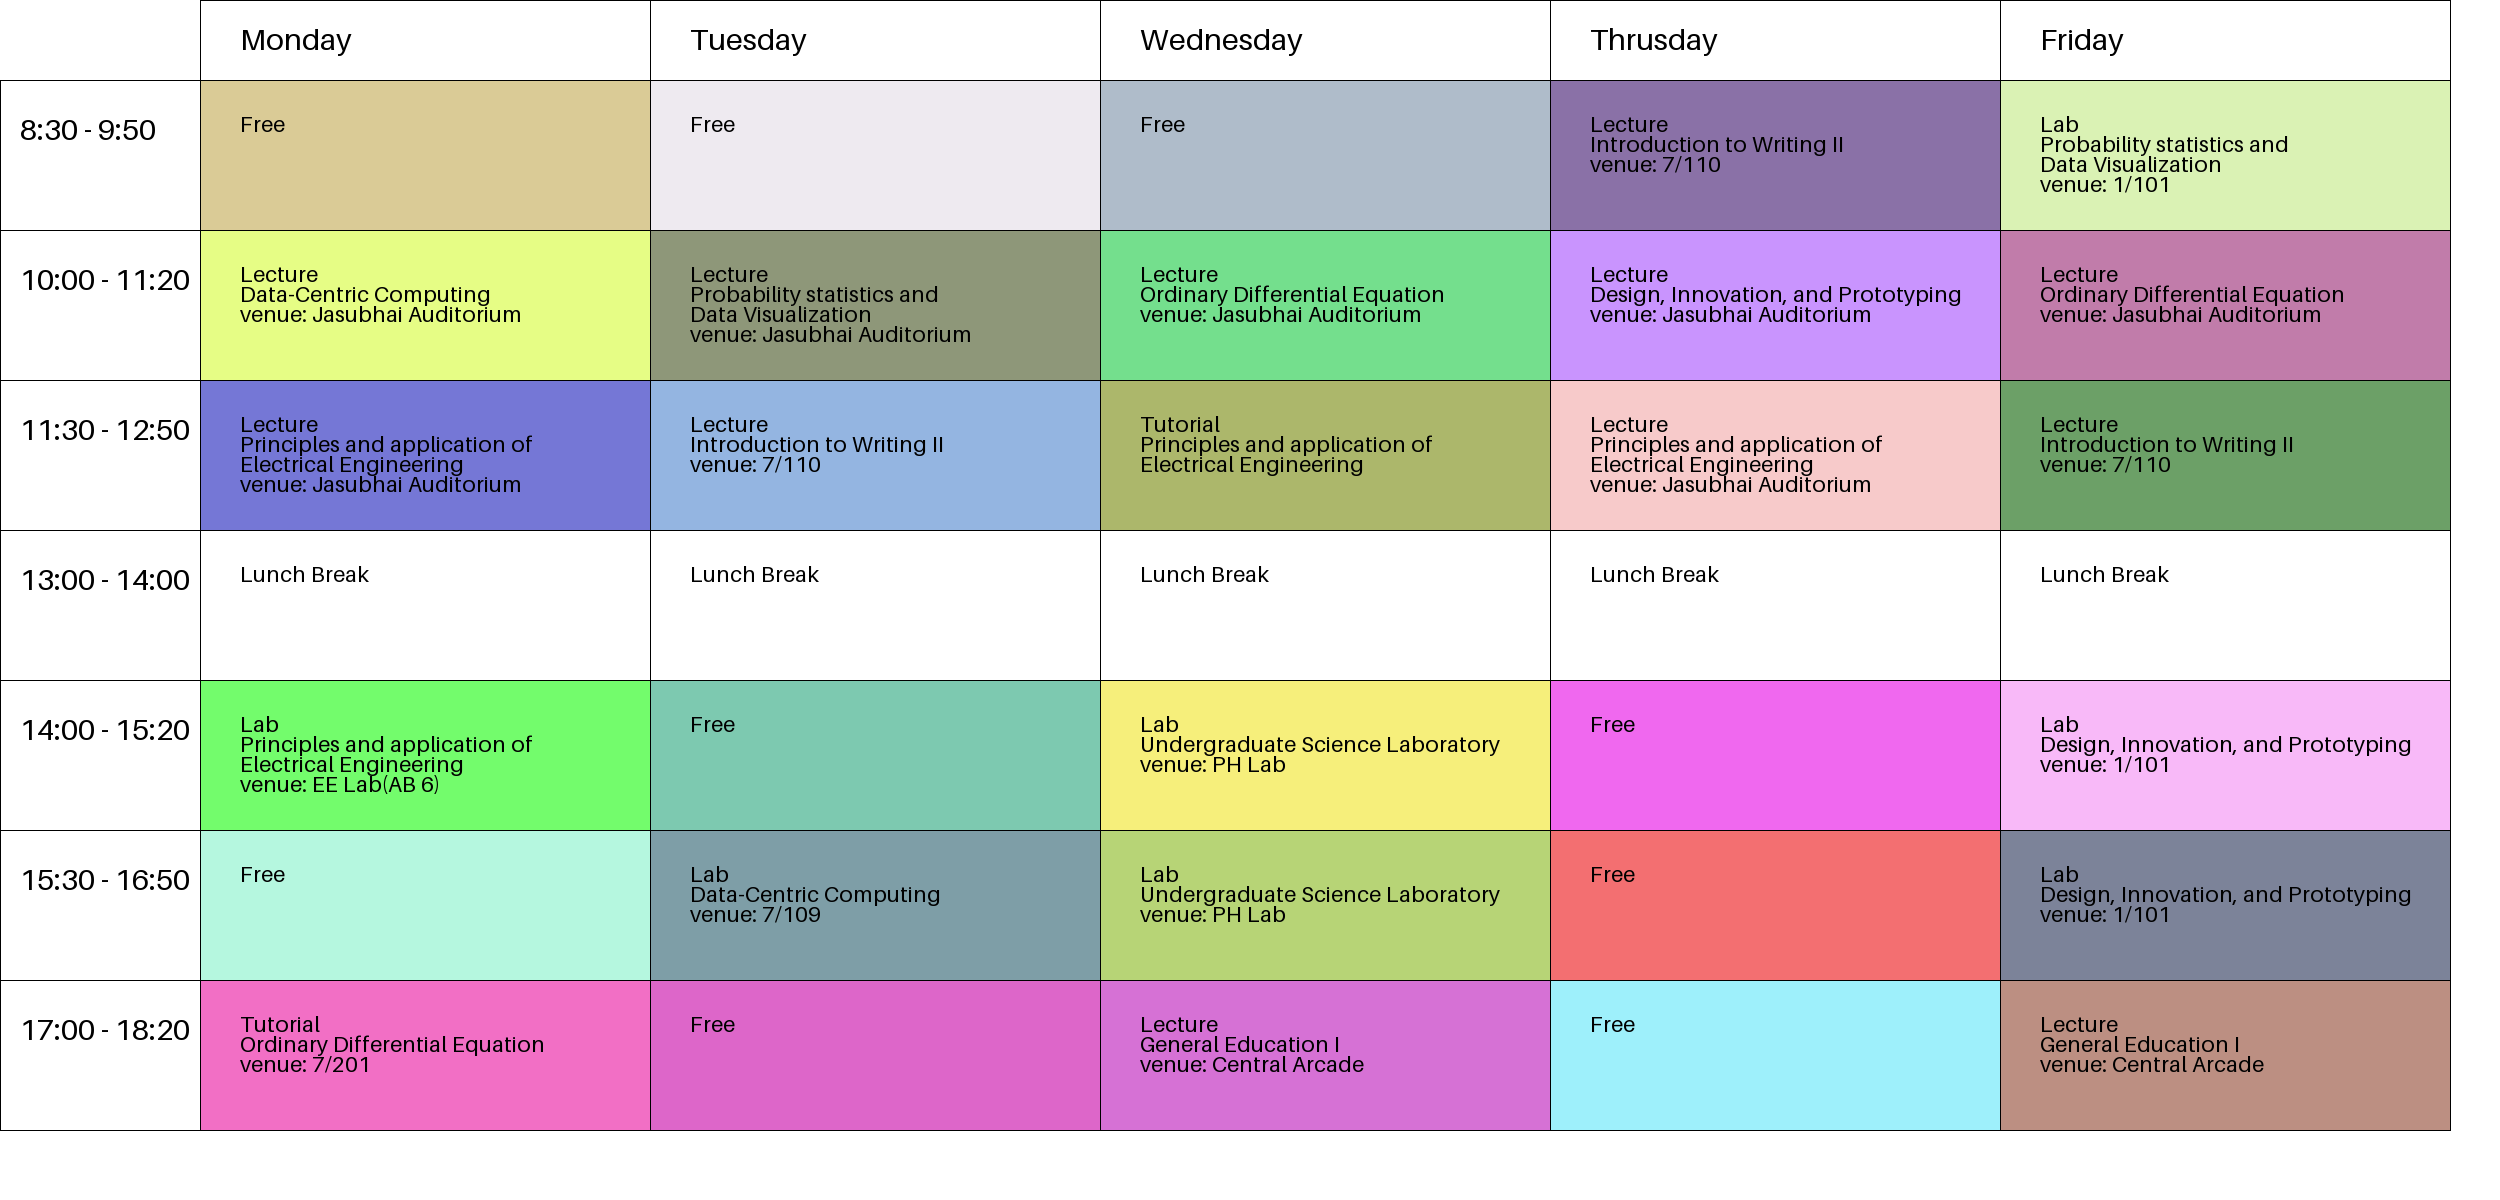 Monday
Tuesday
Wednesday
Thrusday
Friday
8:30 - 9:50
Free
Free
Free
Lecture
Introduction to Writing II
venue: 7/110
Lab
Probability statistics and
Data Visualization
venue: 1/101
10:00 - 11:20
Lecture
Data-Centric Computing
venue: Jasubhai Auditorium
Lecture
Probability statistics and
Data Visualization
venue: Jasubhai Auditorium
Lecture
Ordinary Differential Equation
venue: Jasubhai Auditorium
Lecture
Design, Innovation, and Prototyping
venue: Jasubhai Auditorium
Lecture
Ordinary Differential Equation
venue: Jasubhai Auditorium
11:30 - 12:50
Lecture
Principles and application of
Electrical Engineering
venue: Jasubhai Auditorium
Lecture
Introduction to Writing II
venue: 7/110
Tutorial
Principles and application of
Electrical Engineering
Lecture
Principles and application of
Electrical Engineering
venue: Jasubhai Auditorium
Lecture
Introduction to Writing II
venue: 7/110
13:00 - 14:00
Lunch Break
Lunch Break
Lunch Break
Lunch Break
Lunch Break
14:00 - 15:20
Lab
Principles and application of
Electrical Engineering
venue: EE Lab(AB 6)
Free
Lab
Undergraduate Science Laboratory
venue: PH Lab
Free
Lab
Design, Innovation, and Prototyping
venue: 1/101
15:30 - 16:50
Free
Lab
Data-Centric Computing
venue: 7/109
Lab
Undergraduate Science Laboratory
venue: PH Lab
Free
Lab
Design, Innovation, and Prototyping
venue: 1/101
17:00 - 18:20
Tutorial
Ordinary Differential Equation
venue: 7/201
Free
Lecture
General Education I
venue: Central Arcade
Free
Lecture
General Education I
venue: Central Arcade